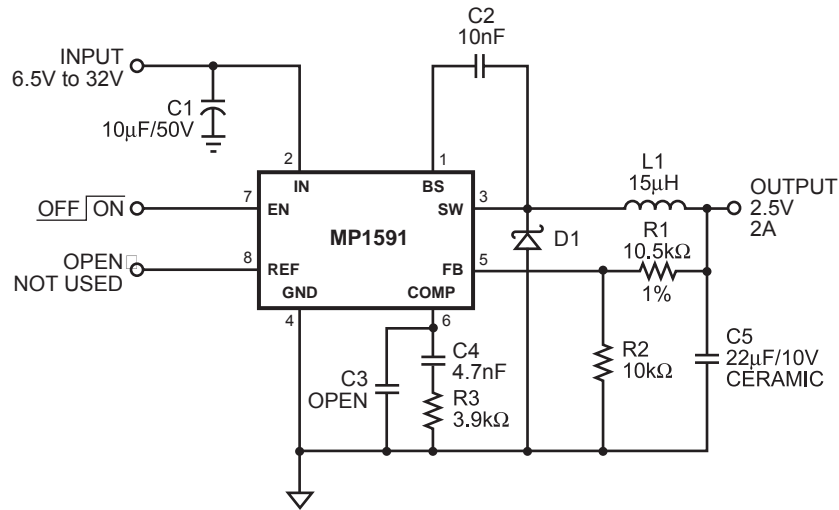 C2
10nF
INPUT
6.5V to 32V
C1
10μF/50V
2
1
IN
BS
L1
15μH
OFF ON
7
EN
SW
3
OUTPUT
2.5V
2A
MP1591
D1
R1
10.5kΩ
1%
OPEN
NOT USED
8
REF
FB
5
GND
COMP
4
6
C3
OPEN
C4
4.7nF
R3
3.9kΩ
R2
10kΩ
C5
22μF/10V
CERAMIC